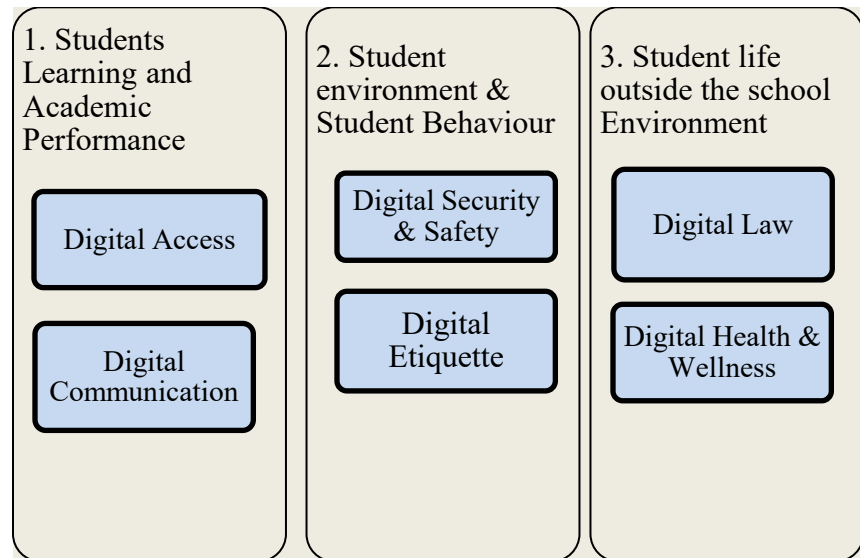 1. Students
Learning and
Academic
Performance
Digital Access
Digital
Communication
2. Student
environment &
Student Behaviour
Digital Security
& Safety
Digital
Etiquette
3. Student life
outside the school
Environment
Digital Law
Digital Health &
Wellness